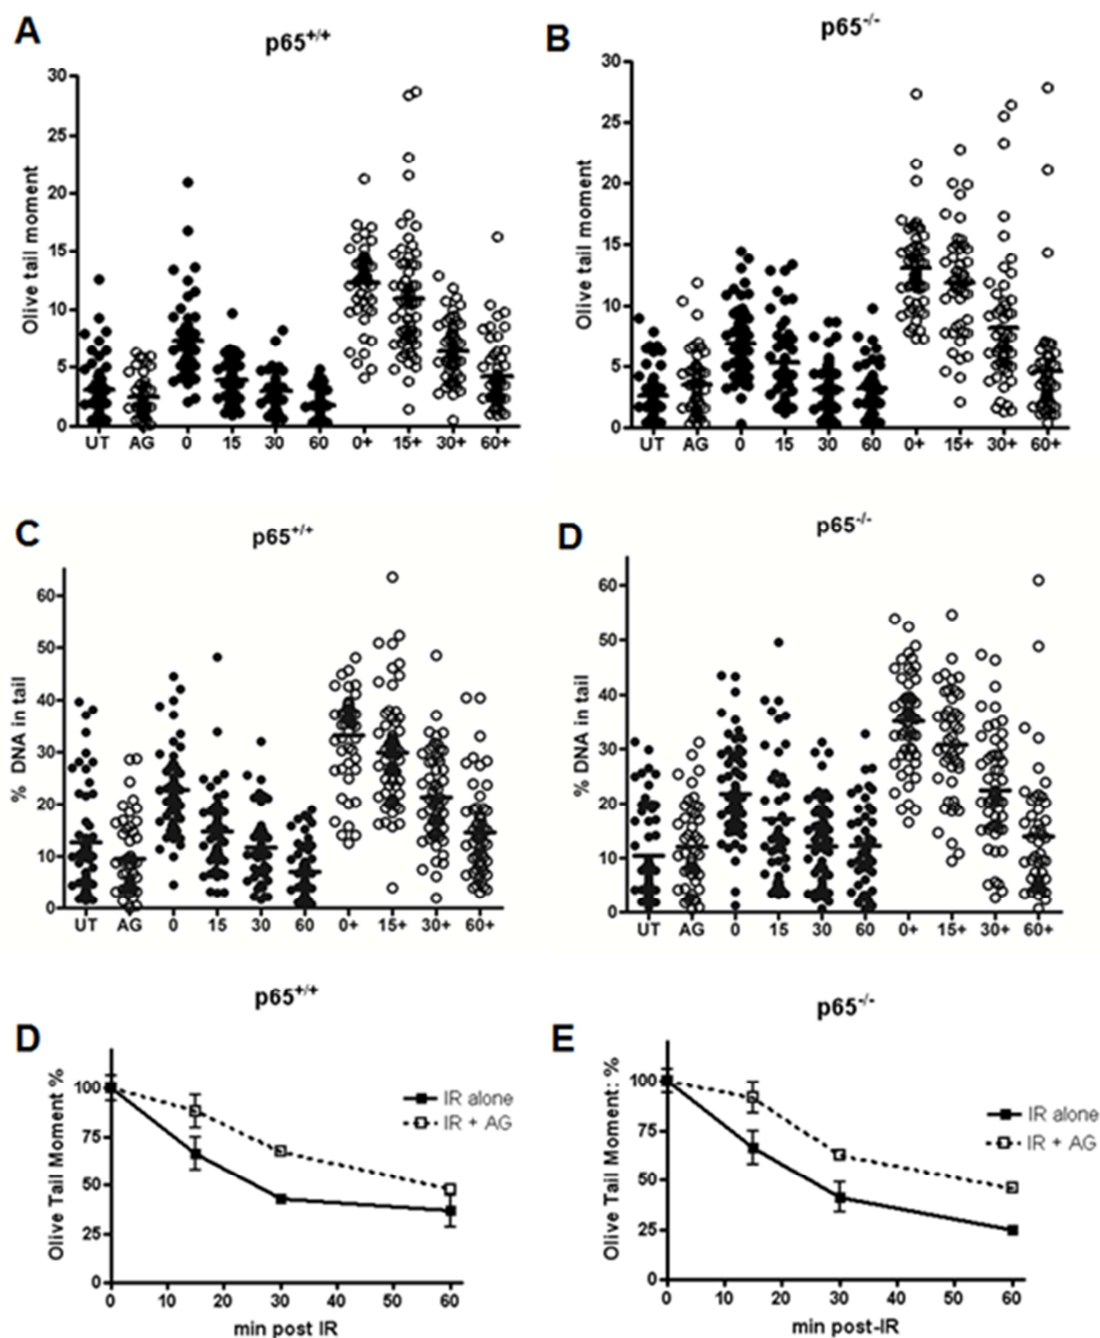 A
p65+/+
Olive tail moment
30
25
20
15
10
5
0
UT AG 0 15 30 60 0+ 15+ 30+ 60+
B
p65-/-
Olive tail moment
30
25
20
15
10
5
0
UT AG 0 15 30 60 0+ 15+ 30+ 60+
C
p65+/+
% DNA in tail
60
50
40
30
20
10
0
UT AG 0 15 30 60 0+ 15+ 30+ 60+
D
p65-/-
% DNA in tail
60
50
40
30
20
10
0
UT AG 0 15 30 60 0+ 15+ 30+ 60+
D
p65+/+
Olive Tail Moment %
100
75
50
25
0
0 10 20 30 40 50 60
min post IR
IR alone
IR + AG
E
p65-/-
Olive Tail Moment: %
100
75
50
25
0
0 10 20 30 40 50 60
min post-IR
IR alone
IR + AG